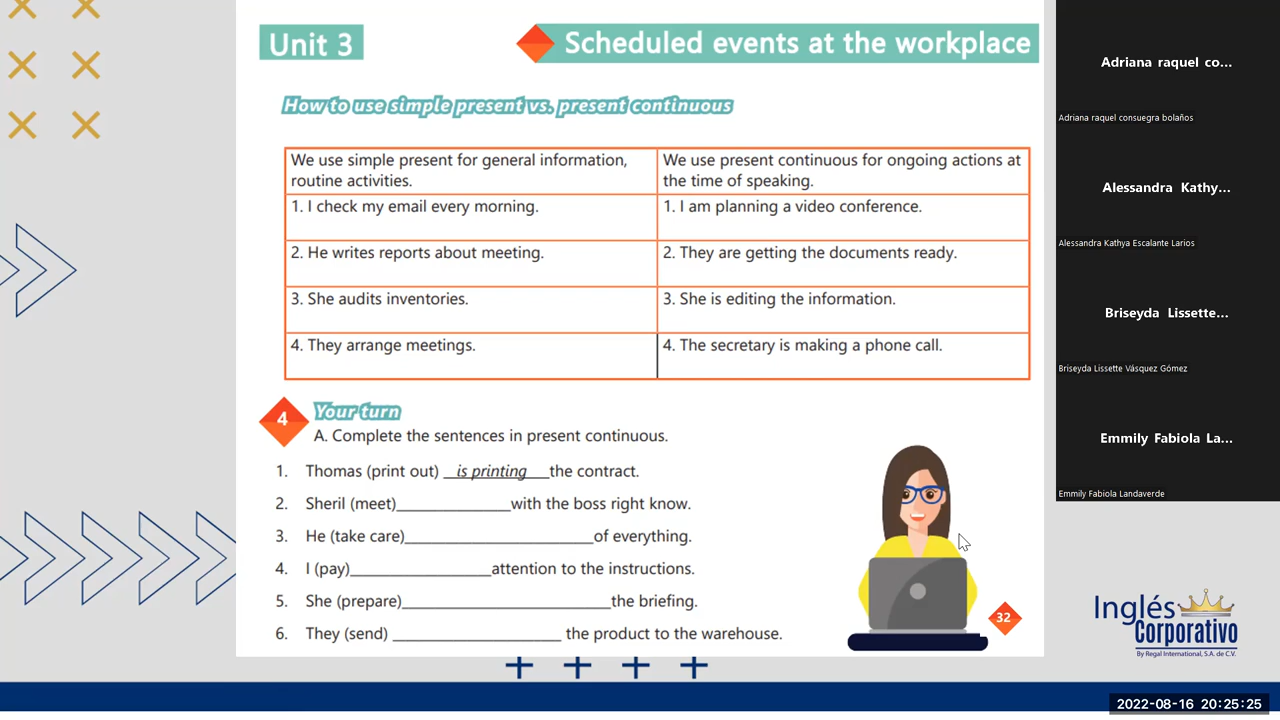 Unit 3
Scheduled events at the workplace
How to use simple present vs. present continuous
We use simple present for general information,
routine activities.
We use present continuous for ongoing actions at
the time of speaking.
1. I check my email every morning.
1. I am planning a video conference.
2. He writes reports about meeting.
2. They are getting the documents ready.
3. She audits inventories.
3. She is editing the information.
4. They arrange meetings.
4. The secretary is making a phone call.
4
Your turn
A. Complete the sentences in present continuous.
1. Thomas (print out) __is printing___the contract.
2. Sheril (meet)______________with the boss right know.
3. He (take care)_______________________of everything.
4. I (pay)_________________attention to the instructions.
5. She (prepare)_________________________the briefing.
6. They (send) ____________________ the product to the warehouse.
32
Adriana raquel co...
Adriana raquel consuegra bolaños
Alessandra Kathy...
Alessandra Kathya Escalante Larios
Briseyda Lissette...
Briseyda Lissette Vásquez Gómez
Emmily Fabiola La...
Emmily Fabiola Landaverde
Inglés
Corporativo
By Regal International, S.A. de C.V.
2022-08-16 20:25:25